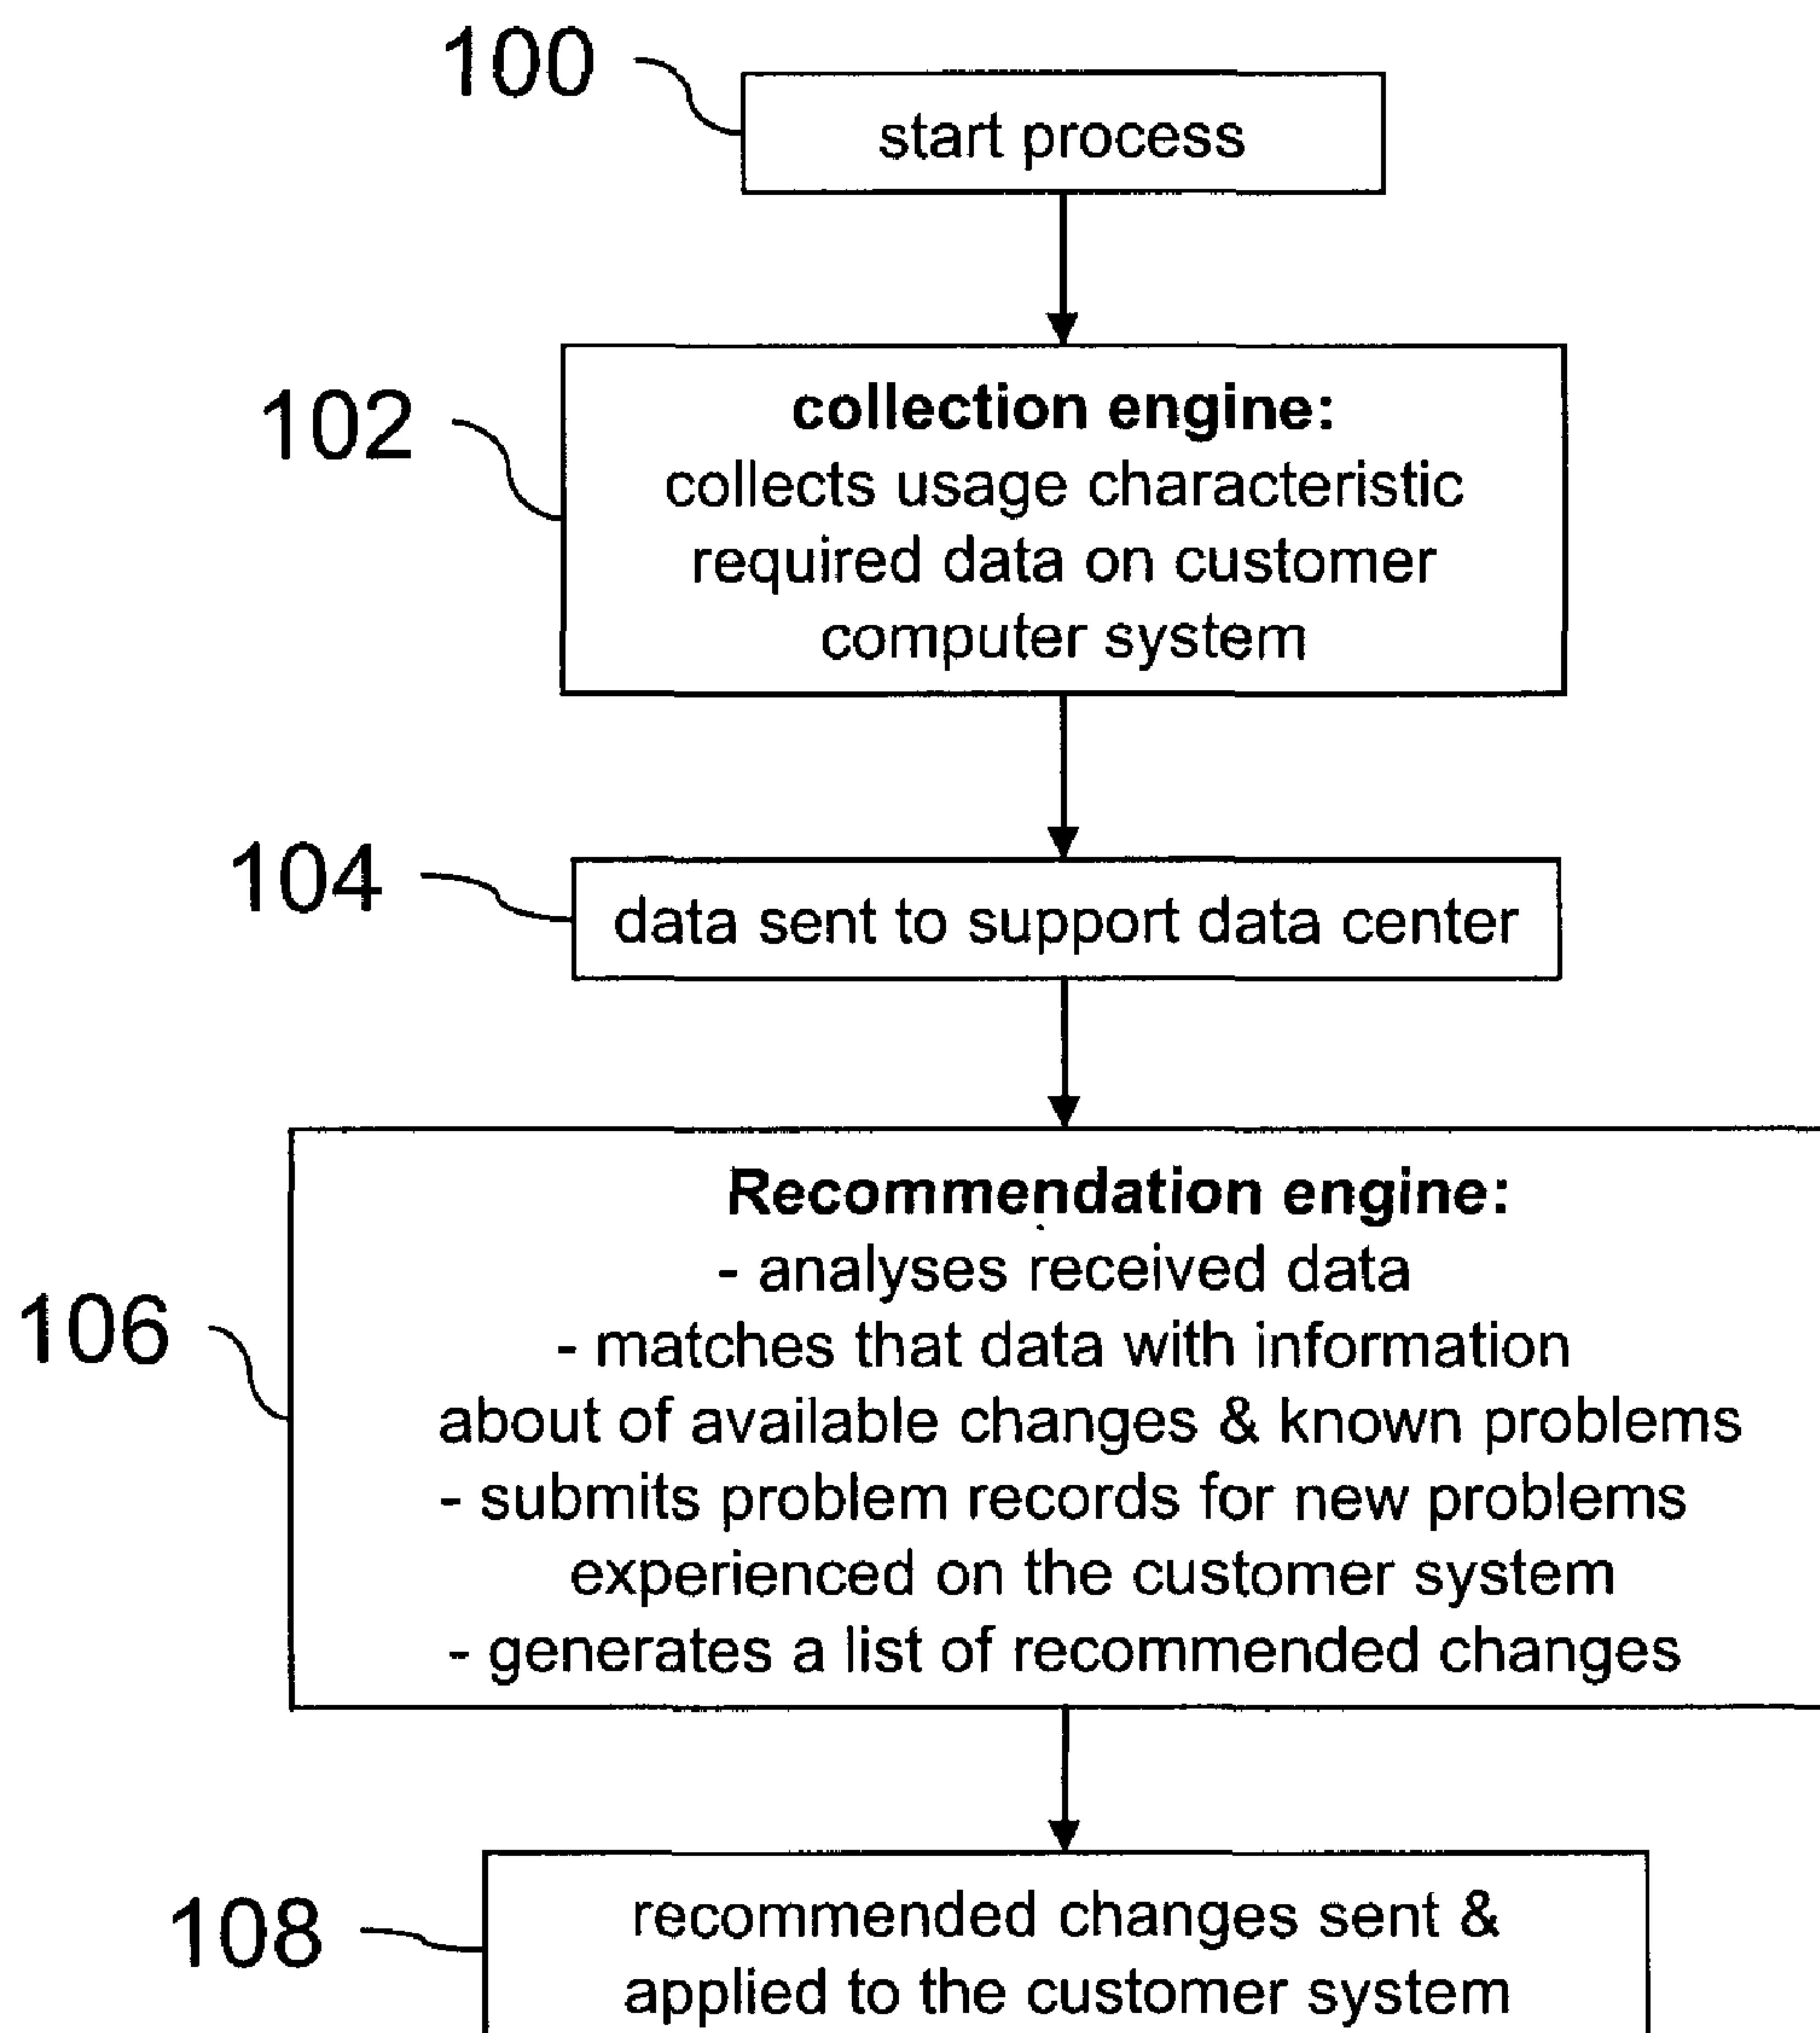 100
start process
102
collection engine:
collects usage characteristic
required data on customer
computer system
104
data sent to support data center
106
Recommendation engine:
- analyses received data
- matches that data with information
about of available changes & known problems
- submits problem records for new problems
experienced on the customer system
- generates a list of recommended changes
108
recommended changes sent &
applied to the customer system